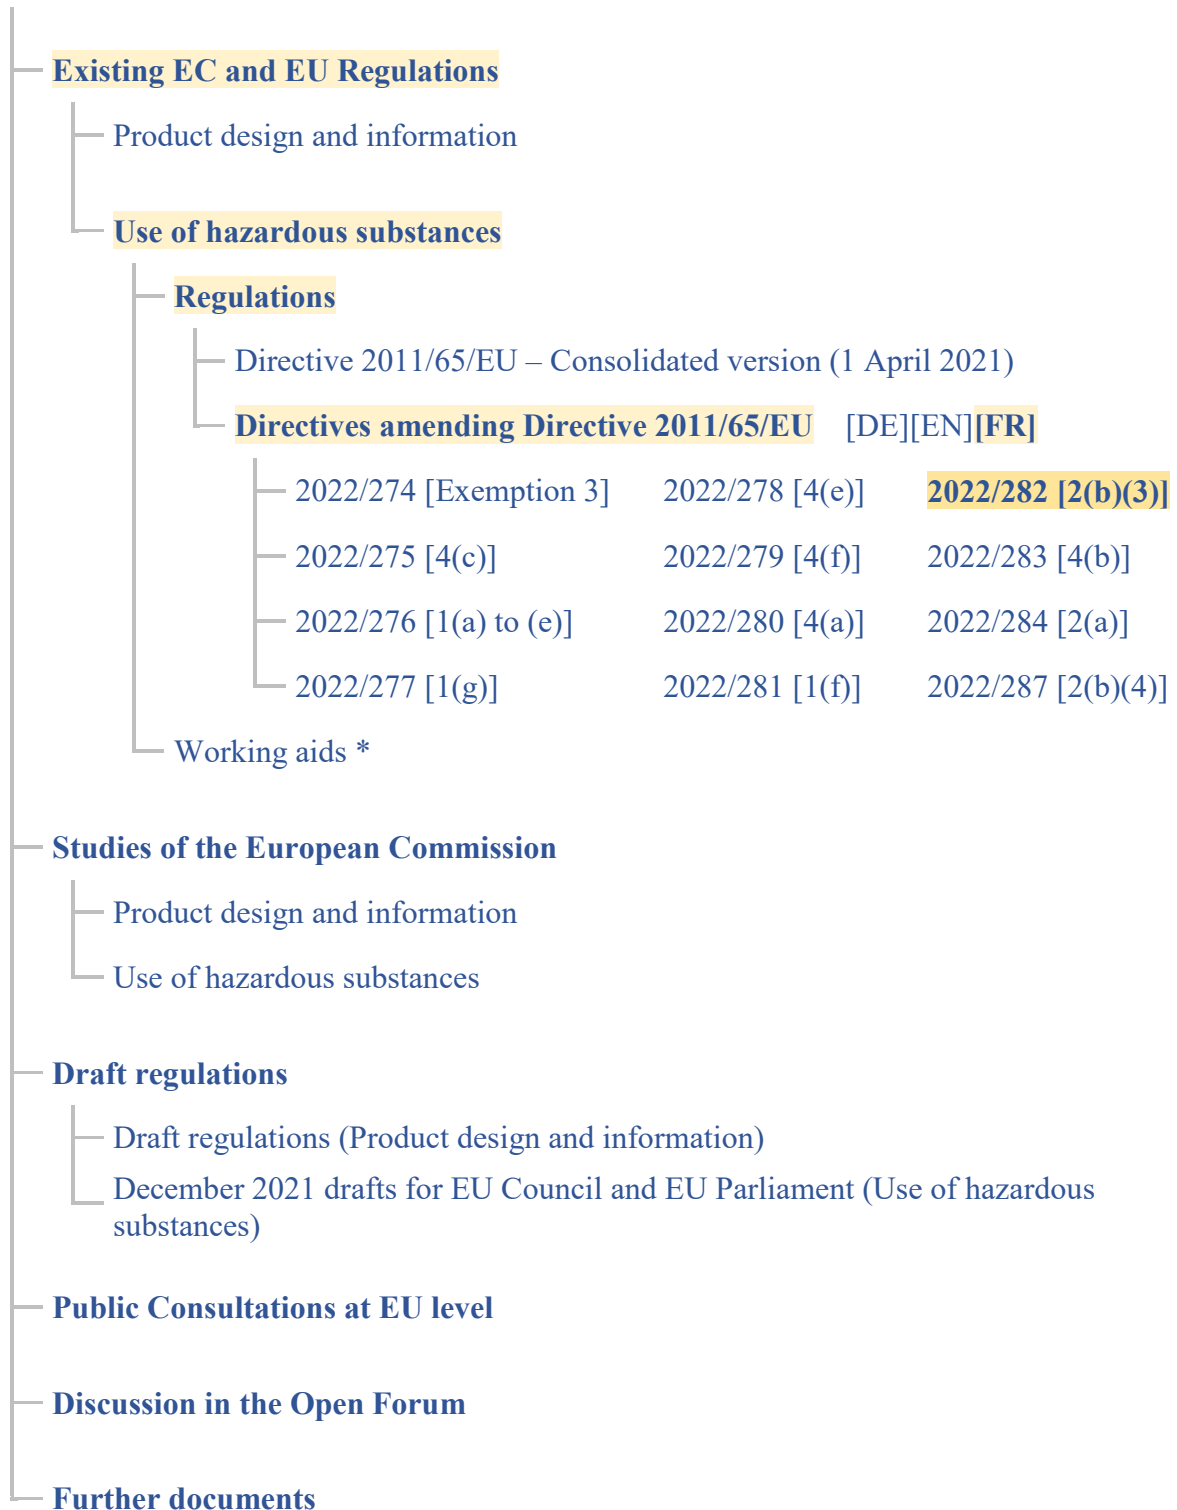 Existing EC and EU Regulations
Product design and information
Use of hazardous substances
Regulations
Directive 2011/65/EU – Consolidated version (1 April 2021)
Directives amending Directive 2011/65/EU [DE][EN][FR]
2022/274 [Exemption 3] 2022/278 [4(e)] 2022/282 [2(b)(3)]
2022/275 [4(c)] 2022/279 [4(f)] 2022/283 [4(b)]
2022/276 [1(a) to (e)] 2022/280 [4(a)] 2022/284 [2(a)]
2022/277 [1(g)] 2022/281 [1(f)] 2022/287 [2(b)(4)]
Working aids *
Studies of the European Commission
Product design and information
Use of hazardous substances
Draft regulations
Draft regulations (Product design and information)
December 2021 drafts for EU Council and EU Parliament (Use of hazardous
substances)
Public Consultations at EU level
Discussion in the Open Forum
Further documents